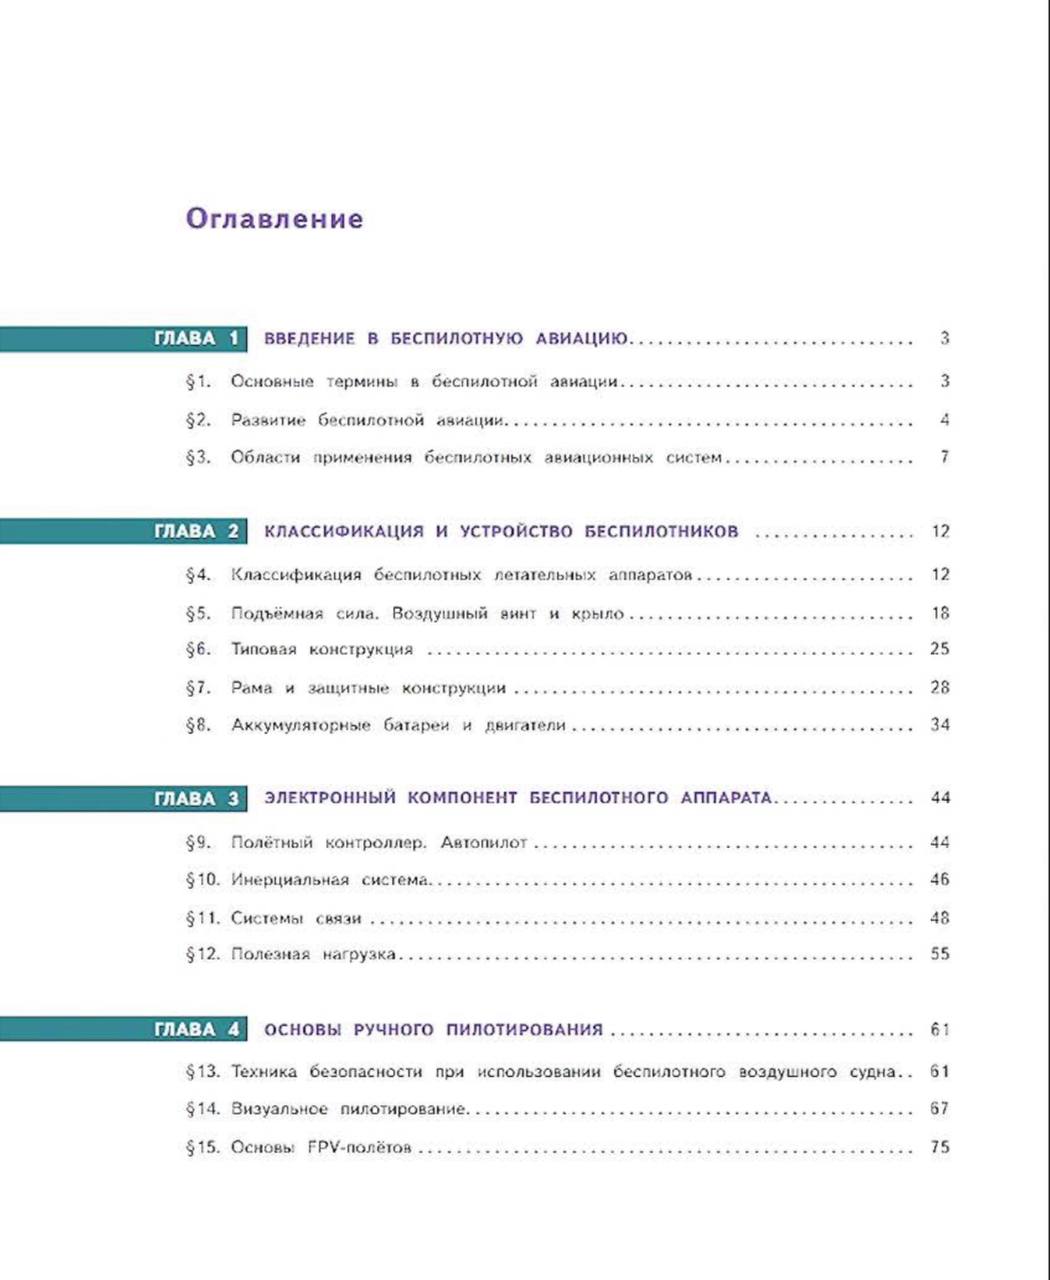 Оглавление
ГЛАВА 1 ВВЕДЕНИЕ В БЕСПИЛОТНУЮ АВИАЦИЮ. . . . . . . . . . . . . . . . . . . . . . . . . . . . 3
§1. Основные термины в беспилотной авиации. . . . . . . . . . . . . . . . . . . . . . . . . . . . 3
§2. Развитие беспилотной авиации. . . . . . . . . . . . . . . . . . . . . . . . . . . . . . . . . . . . . . . 4
§3. Области применения беспилотных авиационных систем . . . . . . . . . . . . . . . . . . 7
ГЛАВА 2 КЛАССИФИКАЦИЯ И УСТРОЙСТВО БЕСПИЛОТНИКОВ . . . . . . . . . . . . . . . 12
§4. Классификация беспилотных летательных аппаратов . . . . . . . . . . . . . . . . . . . . . 12
§5. Подъёмная сила. Воздушный винт и крыло . . . . . . . . . . . . . . . . . . . . . . . . . . . . 18
§6. Типовая конструкция . . . . . . . . . . . . . . . . . . . . . . . . . . . . . . . . . . . . . . . . . . . . . . 25
§7. Рама и защитные конструкции . . . . . . . . . . . . . . . . . . . . . . . . . . . . . . . . . . . . . . 28
§8. Аккумуляторные батареи и двигатели . . . . . . . . . . . . . . . . . . . . . . . . . . . . . . . . . 34
ГЛАВА 3 ЭЛЕКТРОННЫЙ КОМПОНЕНТ БЕСПИЛОТНОГО АППАРАТА. . . . . . . . . . . . . . 44
§9. Полётный контроллер. Автопилот . . . . . . . . . . . . . . . . . . . . . . . . . . . . . . . . . . . . 44
§10. Инерциальная система. . . . . . . . . . . . . . . . . . . . . . . . . . . . . . . . . . . . . . . . . . . . . 46
§11. Системы связи . . . . . . . . . . . . . . . . . . . . . . . . . . . . . . . . . . . . . . . . . . . . . . . . . . . 48
§12. Полезная нагрузка. . . . . . . . . . . . . . . . . . . . . . . . . . . . . . . . . . . . . . . . . . . . . . . . 55
ГЛАВА 4 ОСНОВЫ РУЧНОГО ПИЛОТИРОВАНИЯ . . . . . . . . . . . . . . . . . . . . . . . . . . . . . 61
§13. Техника безопасности при использовании беспилотного воздушного судна. . 61
§14. Визуальное пилотирование. . . . . . . . . . . . . . . . . . . . . . . . . . . . . . . . . . . . . . . . . 67
§15. Основы FPV-полётов . . . . . . . . . . . . . . . . . . . . . . . . . . . . . . . . . . . . . . . . . . . . . . 75